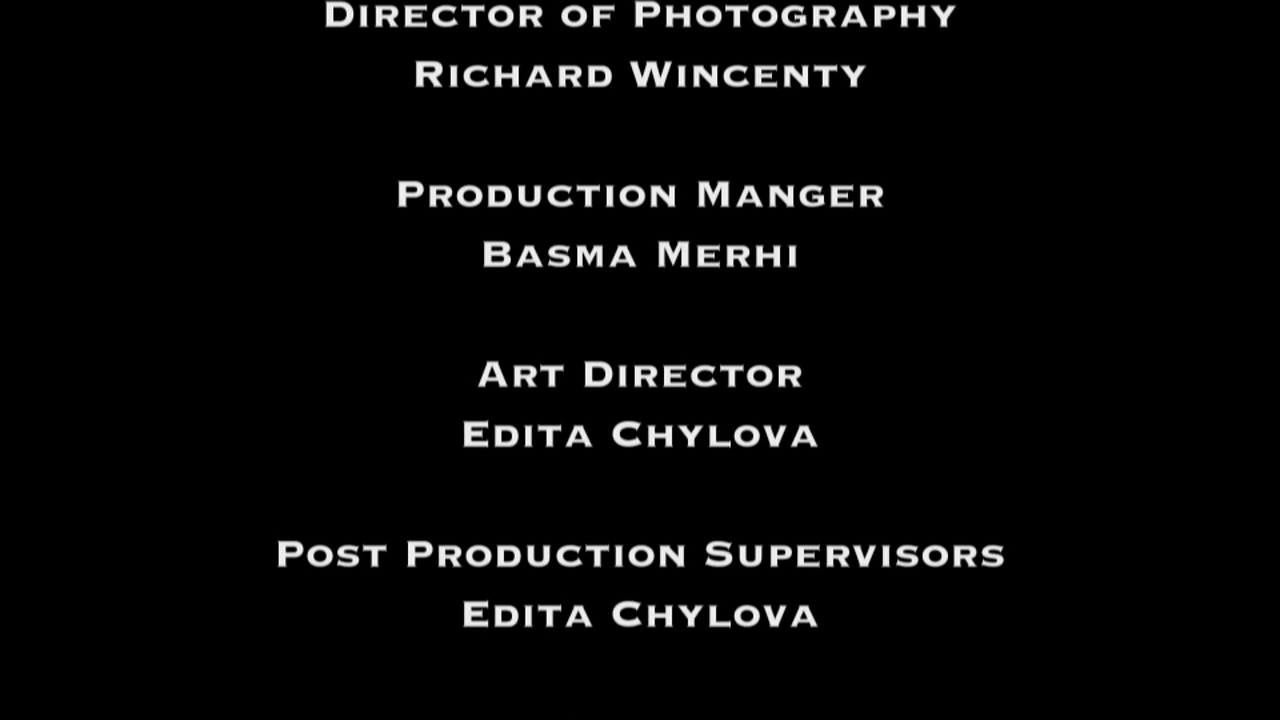 Director of Photography
Richard Wincenty
Production Manger
Basma Merhi
Art Director
Edita Chylova
Post Production Supervisors
Edita Chylova